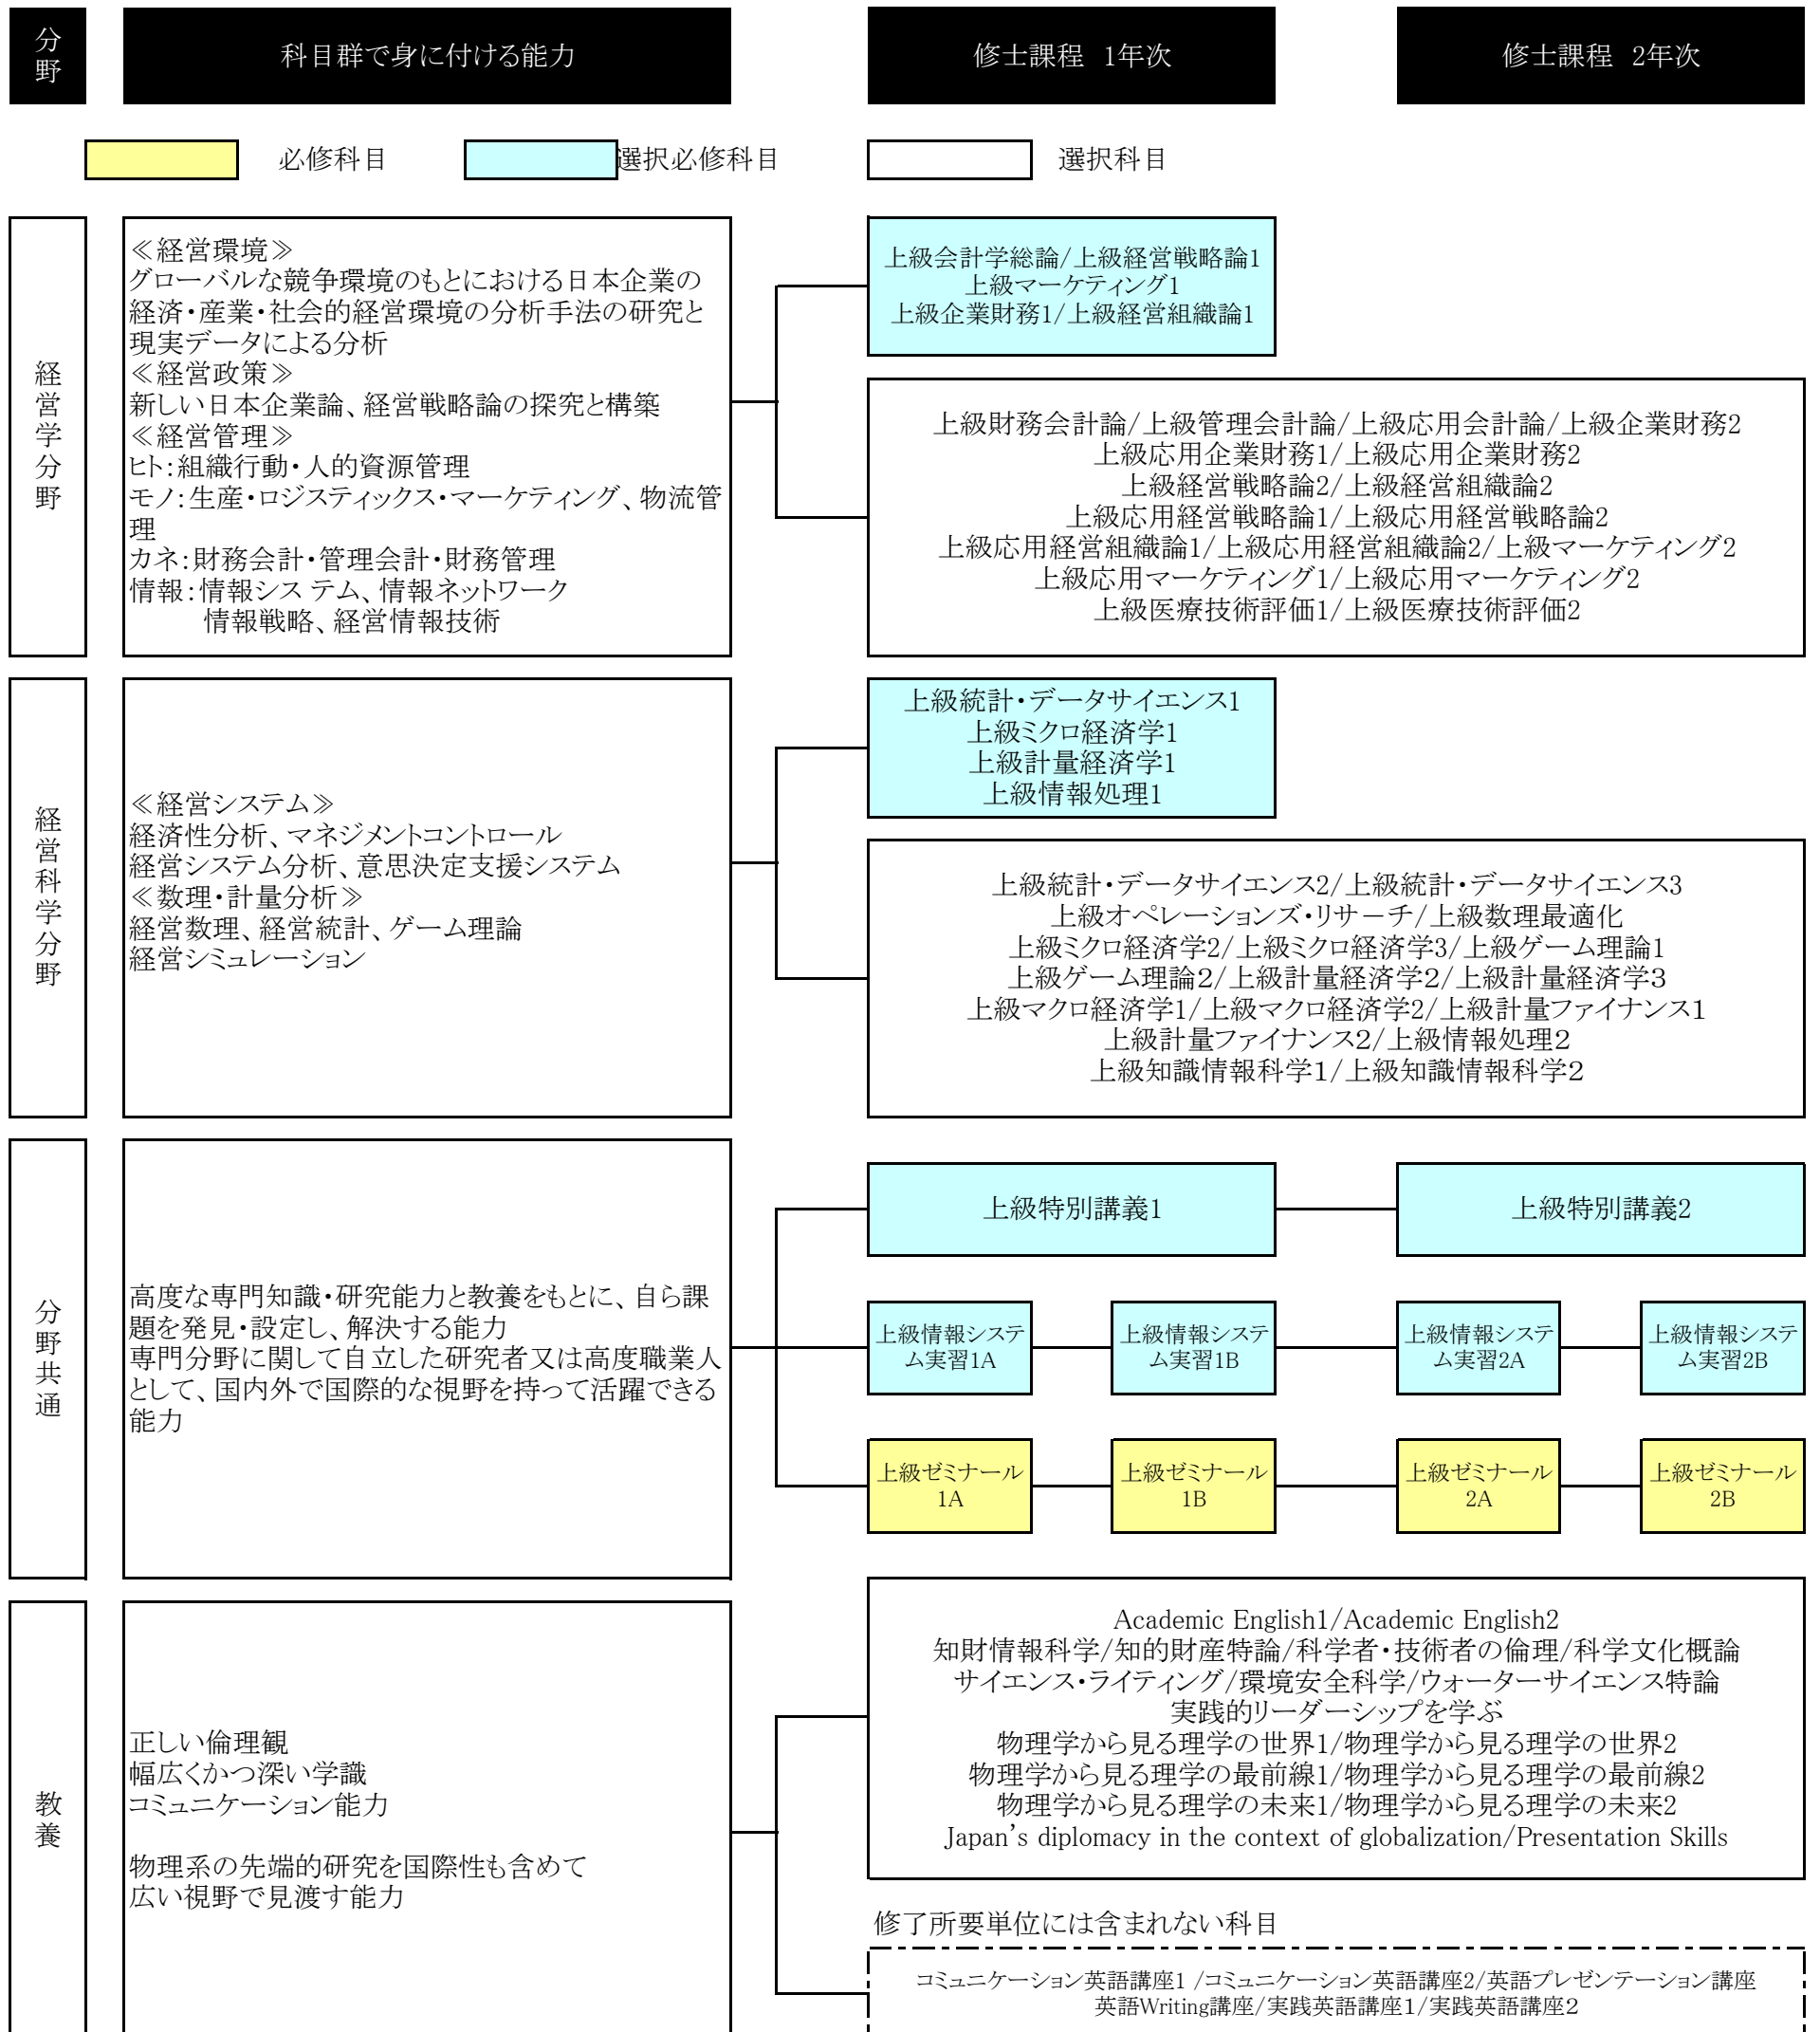 分野
科目群で身に付ける能力
修士課程 1年次
修士課程 2年次
必修科目
選択必修科目
選択科目
経営学分野
≪経営環境≫
グローバルな競争環境のもとにおける日本企業の
経済・産業・社会的経営環境の分析手法の研究と
現実データによる分析
≪経営政策≫
新しい日本企業論、経営戦略論の探究と構築
≪経営管理≫
ヒト:組織行動・人的資源管理
モノ:生産・ロジスティックス・マーケティング、物流管
理
カネ:財務会計・管理会計・財務管理
情報:情報シス テム、情報ネットワーク
情報戦略、経営情報技術
上級会計学総論/上級経営戦略論1
上級マーケティング1
上級企業財務1/上級経営組織論1
上級財務会計論/上級管理会計論/上級応用会計論/上級企業財務2
上級応用企業財務1/上級応用企業財務2
上級経営戦略論2/上級経営組織論2
上級応用経営戦略論1/上級応用経営戦略論2
上級応用経営組織論1/上級応用経営組織論2/上級マーケティング2
上級応用マーケティング1/上級応用マーケティング2
上級医療技術評価1/上級医療技術評価2
経営科学分野
≪経営システム≫
経済性分析、マネジメントコントロール
経営システム分析、意思決定支援システム
≪数理・計量分析≫
経営数理、経営統計、ゲーム理論
経営シミュレーション
上級統計・データサイエンス1
上級ミクロ経済学1
上級計量経済学1
上級情報処理1
上級統計・データサイエンス2/上級統計・データサイエンス3
上級オペレーションズ・リサ－チ/上級数理最適化
上級ミクロ経済学2/上級ミクロ経済学3/上級ゲーム理論1
上級ゲーム理論２/上級計量経済学２/上級計量経済学３
上級マクロ経済学1/上級マクロ経済学2/上級計量ファイナンス１
上級計量ファイナンス２/上級情報処理２
上級知識情報科学１/上級知識情報科学２
分野共通
高度な専門知識・研究能力と教養をもとに、自ら課
題を発見・設定し、解決する能力
専門分野に関して自立した研究者又は高度職業人
として、国内外で国際的な視野を持って活躍できる
能力
上級特別講義1
上級特別講義2
上級情報システ
ム実習1A
上級情報システ
ム実習1B
上級情報システ
ム実習2A
上級情報システ
ム実習2B
上級ゼミナール
1A
上級ゼミナール
1B
上級ゼミナール
2A
上級ゼミナール
2B
教養
正しい倫理観
幅広くかつ深い学識
コミュニケーション能力
物理系の先端的研究を国際性も含めて
広い視野で見渡す能力
Academic English1/Academic English2
知財情報科学/知的財産特論/科学者・技術者の倫理/科学文化概論
サイエンス・ライティング/環境安全科学/ウォーターサイエンス特論
実践的リーダーシップを学ぶ
物理学から見る理学の世界1/物理学から見る理学の世界2
物理学から見る理学の最前線1/物理学から見る理学の最前線2
物理学から見る理学の未来1/物理学から見る理学の未来2
Japan’s diplomacy in the context of globalization/Presentation Skills
修了所要単位には含まれない科目
コミュニケーション英語講座1 /コミュニケーション英語講座2/英語プレゼンテーション講座
英語Writing講座/実践英語講座１/実践英語講座２